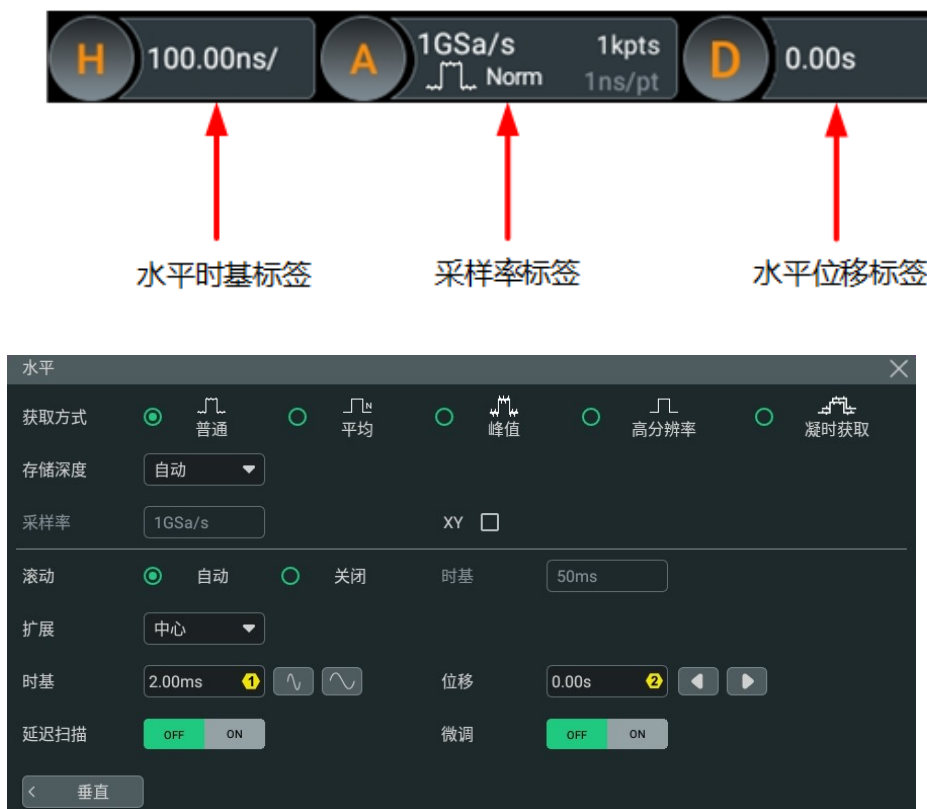 H 100.00ns/ A 1GSa/s 1kpts D 0.00s
Norm 1ns/pt
水平时基标签 采样率标签 水平位移标签
水平
获取方式 普通 N 平均 峰值 高分辨率 凝时获取
存储深度 自动
采样率 1GSa/s XY
滚动 自动 关闭 时基 50ms
扩展 中心
时基 2.00ms 1 位移 0.00s 2
延迟扫描 OFF ON 微调 OFF ON
< 垂直